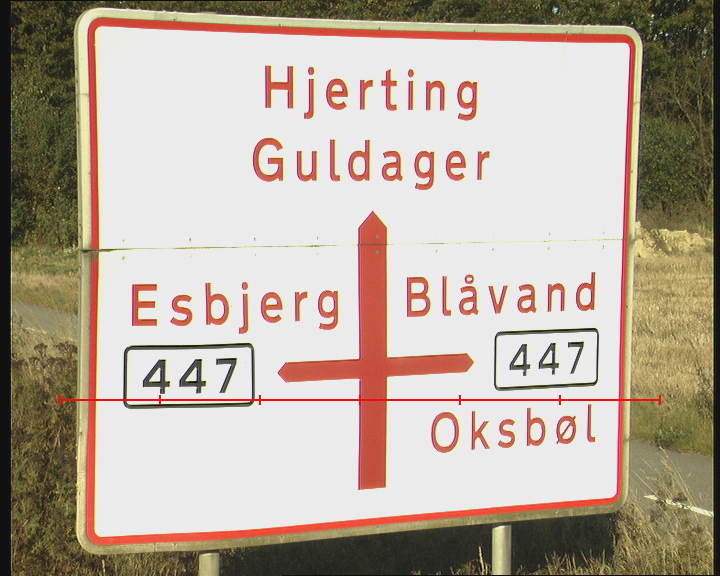 Hjerting
Guldager
Esbjerg
447
Blåvand
447
Oksbøl